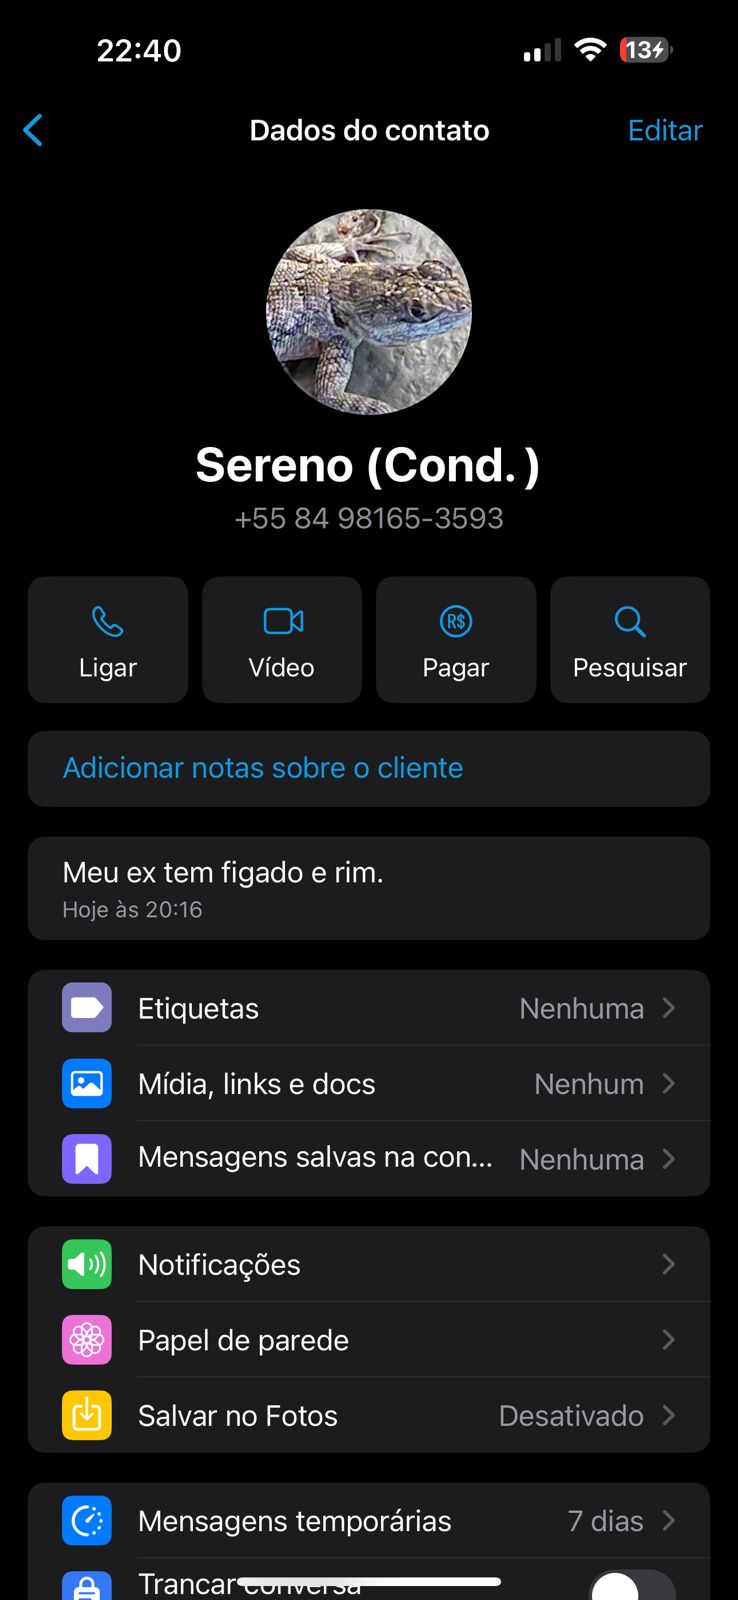 22:40
13
Dados do contato
Editar
Sereno (Cond. )
+55 84 98165-3593
Ligar
Vídeo
R$
Pagar
Pesquisar
Adicionar notas sobre o cliente
Meu ex tem figado e rim.
Hoje às 20:16
Etiquetas
Nenhuma
Mídia, links e docs
Nenhum
Mensagens salvas na con...
Nenhuma
Notificações
Papel de parede
Salvar no Fotos
Desativado
Mensagens temporárias
7 dias
Trancar conversa